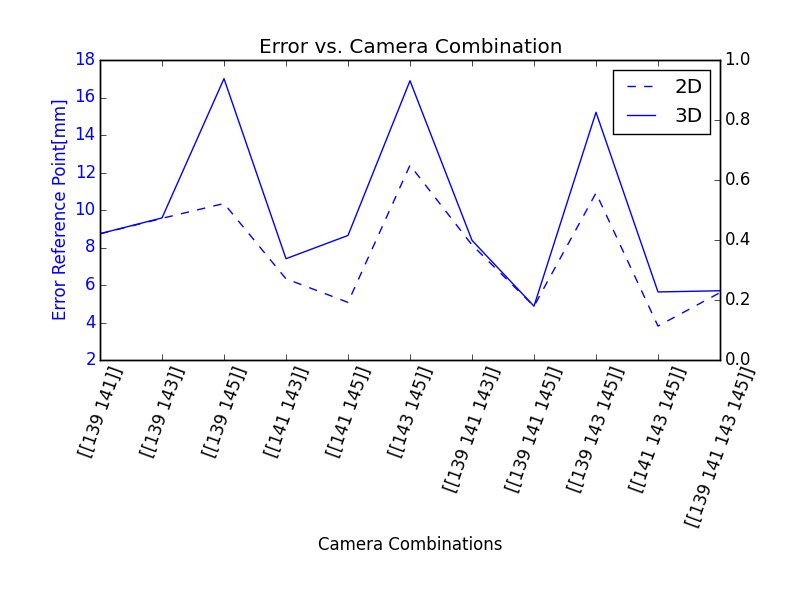 Error vs. Camera Combination
Error Reference Point[mm]
18
16
14
12
10
8
6
4
2
1.0
0.8
0.6
0.4
0.2
0.0
2D
3D
[[139 141]]
[[139 143]]
[[139 145]]
[[141 143]]
[[141 145]]
[[143 145]]
[[139 141 143]]
[[139 141 145]]
[[139 143 145]]
[[141 143 145]]
[[139 141 143 145]]
Camera Combinations